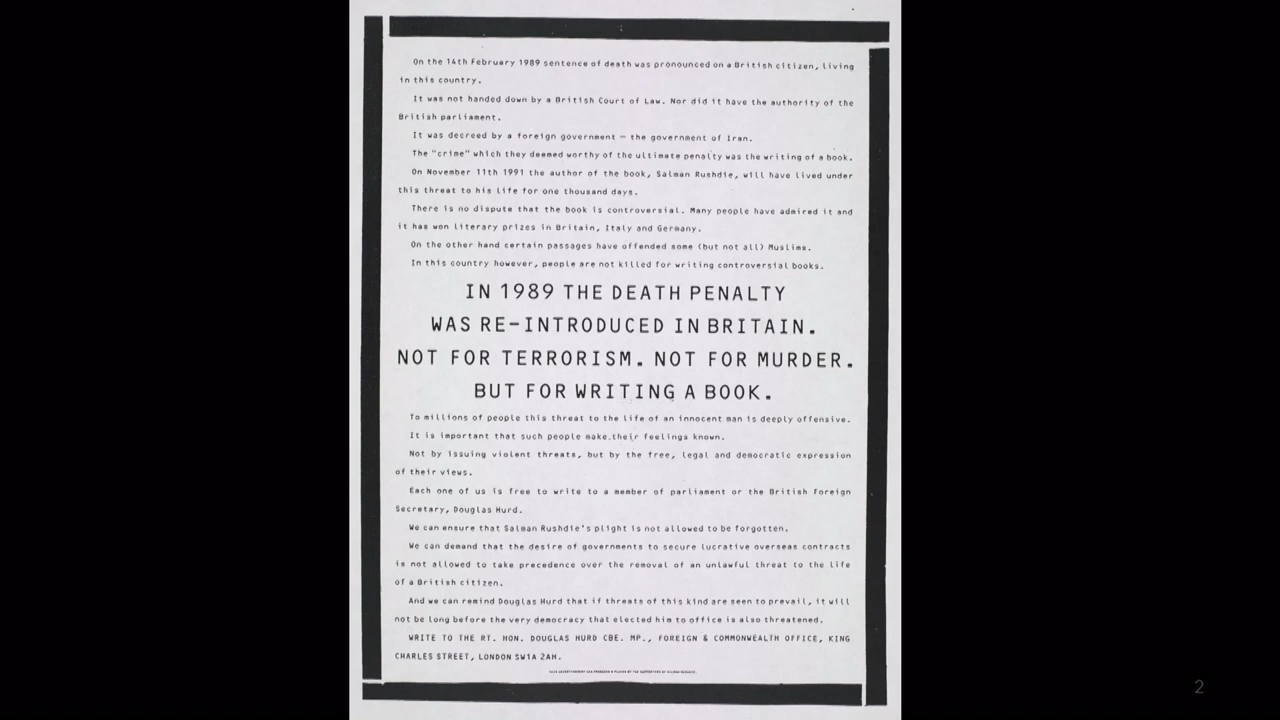 On the 14th February 1989 sentence of death was pronounced on a British citizen, living
in this country.
It was not handed down by a British Court of Law. Nor did it have the authority of the
British parliament.
It was decreed by a foreign government — the government of Iran.
The "crime" which they deemed worthy of the ultimate penalty was the writing of a book.
On November 11th 1991 the author of the book, Salman Rushdie, will have lived under
this threat to his life for one thousand days.
There is no dispute that the book is controversial. Many people have admired it and
it has won literary prizes in Britain, Italy and Germany.
On the other hand certain passages have offended some (but not all) Muslims.
In this country however, people are not killed for writing controversial books.
IN 1989 THE DEATH PENALTY
WAS RE-INTRODUCED IN BRITAIN.
NOT FOR TERRORISM. NOT FOR MURDER.
BUT FOR WRITING A BOOK.
To millions of people this threat to the life of an innocent man is deeply offensive.
It is important that such people make their feelings known.
Not by issuing violent threats, but by the free, legal and democratic expression
of their views.
Each one of us is free to write to a member of parliament or the British Foreign
Secretary, Douglas Hurd.
We can ensure that Salman Rushdie's plight is not allowed to be forgotten.
We can demand that the desire of governments to secure lucrative overseas contracts
is not allowed to take precedence over the removal of an unlawful threat to the life
of a British citizen.
And we can remind Douglas Hurd that if threats of this kind are seen to prevail, it will
not be long before the very democracy that elected him to office is also threatened.
WRITE TO THE RT. HON. DOUGLAS HURD CBE. MP., FOREIGN & COMMONWEALTH OFFICE, KING
CHARLES STREET, LONDON SW1A 2AH.
2